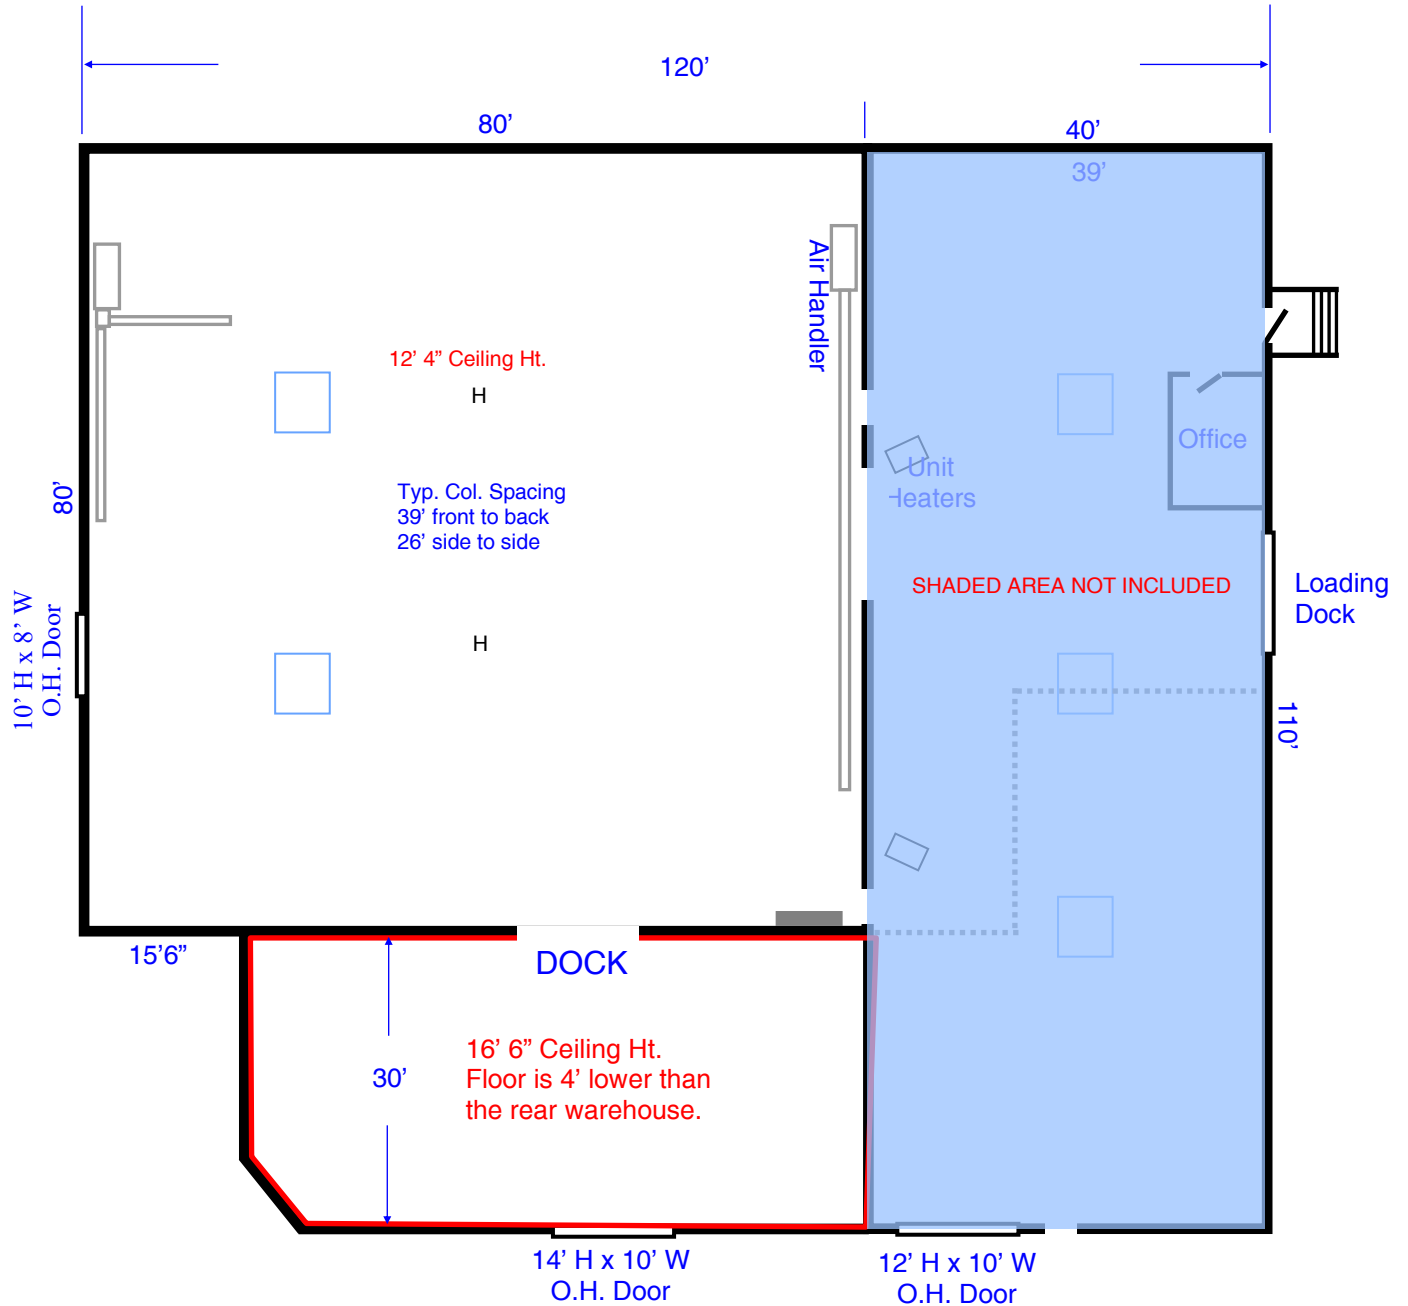 120’
80’
40’
39’
Air Handler
12’ 4” Ceiling Ht.
H
Office
Unit
Heaters
Typ. Col. Spacing
39’ front to back
26’ side to side
80’
SHADED AREA NOT INCLUDED
Loading
Dock
10’ H x 8’ W
O.H. Door
H
110’
15’6”
DOCK
16’ 6” Ceiling Ht.
Floor is 4’ lower than
the rear warehouse.
30’
14’ H x 10’ W
O.H. Door
12’ H x 10’ W
O.H. Door